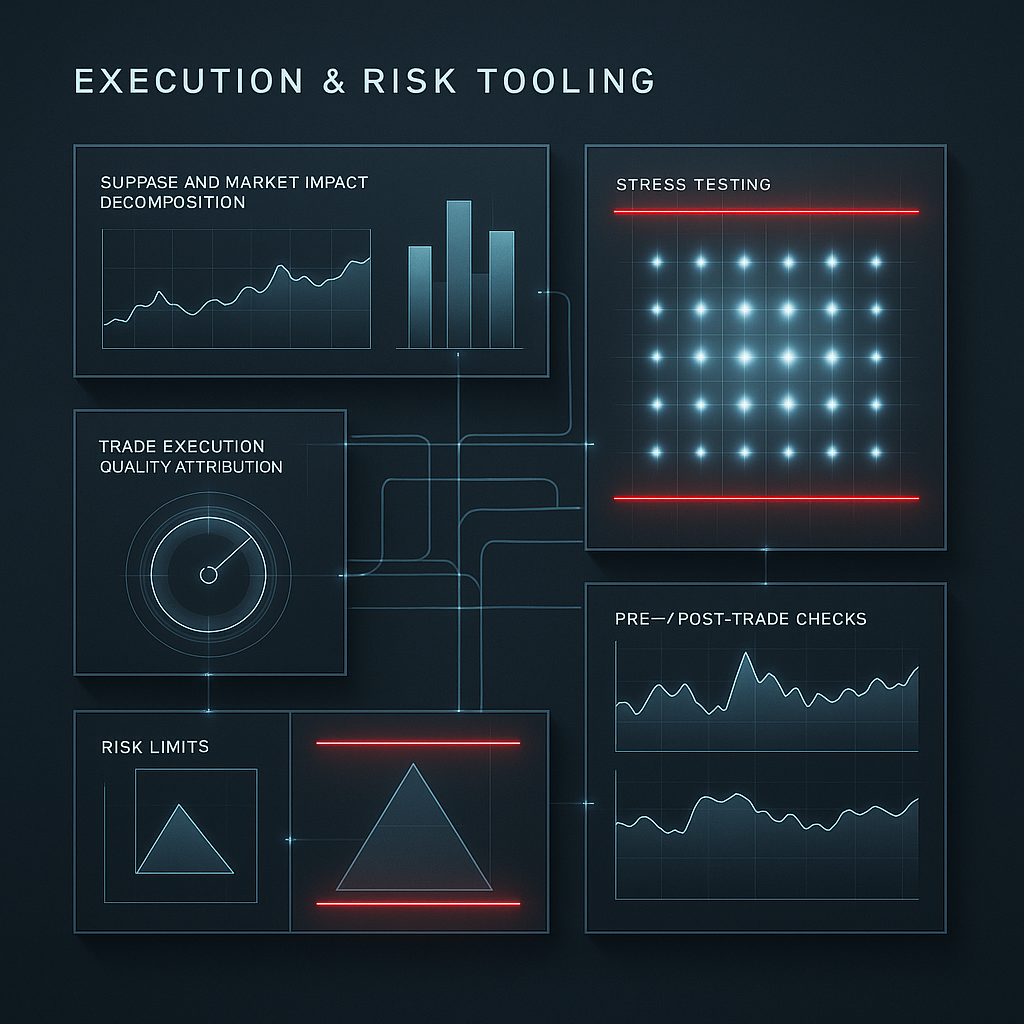 EXECUTION & RISK TOOLING
SUPPASE AND MARKET IMPACT
DECOMPOSITION
STRESS TESTING
TRADE EXECUTION
QUALITY ATTRIBUTION
PRE—/POST-TRADE CHECKS
RISK LIMITS